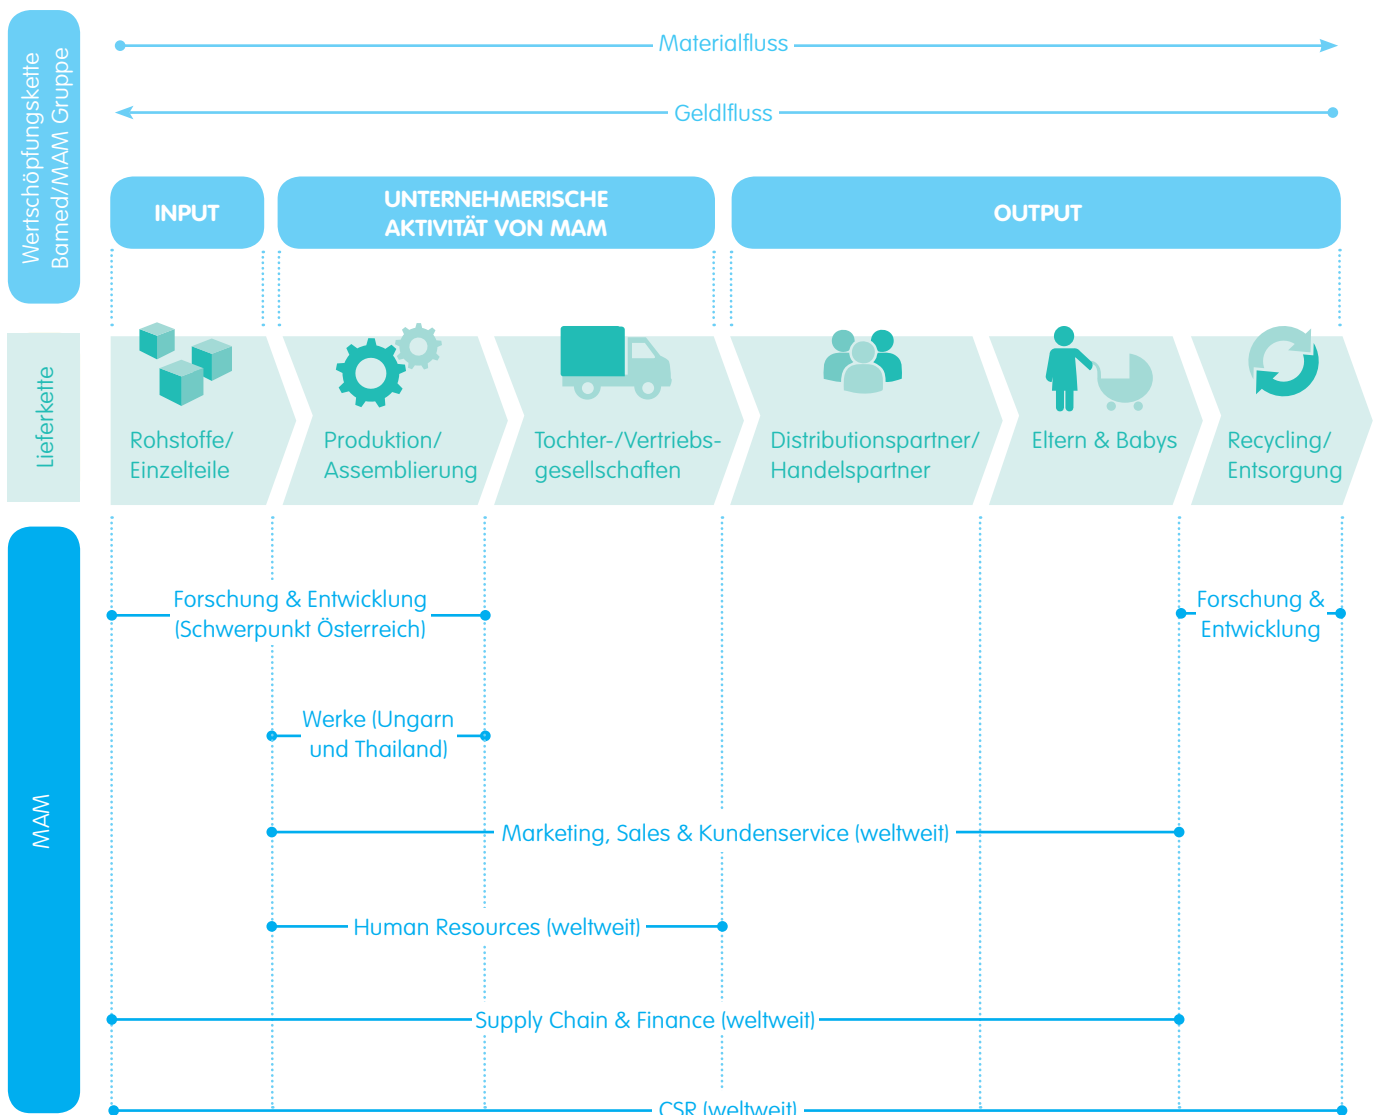 Wertschöpfungskette
Bamed/MAM Gruppe
Materialfluss
Geldlfluss
INPUT
UNTERNEHMERISCHE
AKTIVITÄT VON MAM
OUTPUT
Lieferkette
Rohstoffe/
Einzelteile
Produktion/
Assemblierung
Tochter-/Vertriebs-
gesellschaften
Distributionspartner/
Handelspartner
Eltern & Babys
Recycling/
Entsorgung
MAM
Forschung & Entwicklung
(Schwerpunkt Österreich)
Forschung &
Entwicklung
Werke (Ungarn
und Thailand)
Marketing, Sales & Kundenservice (weltweit)
Human Resources (weltweit)
Supply Chain & Finance (weltweit)
CSR (weltweit)